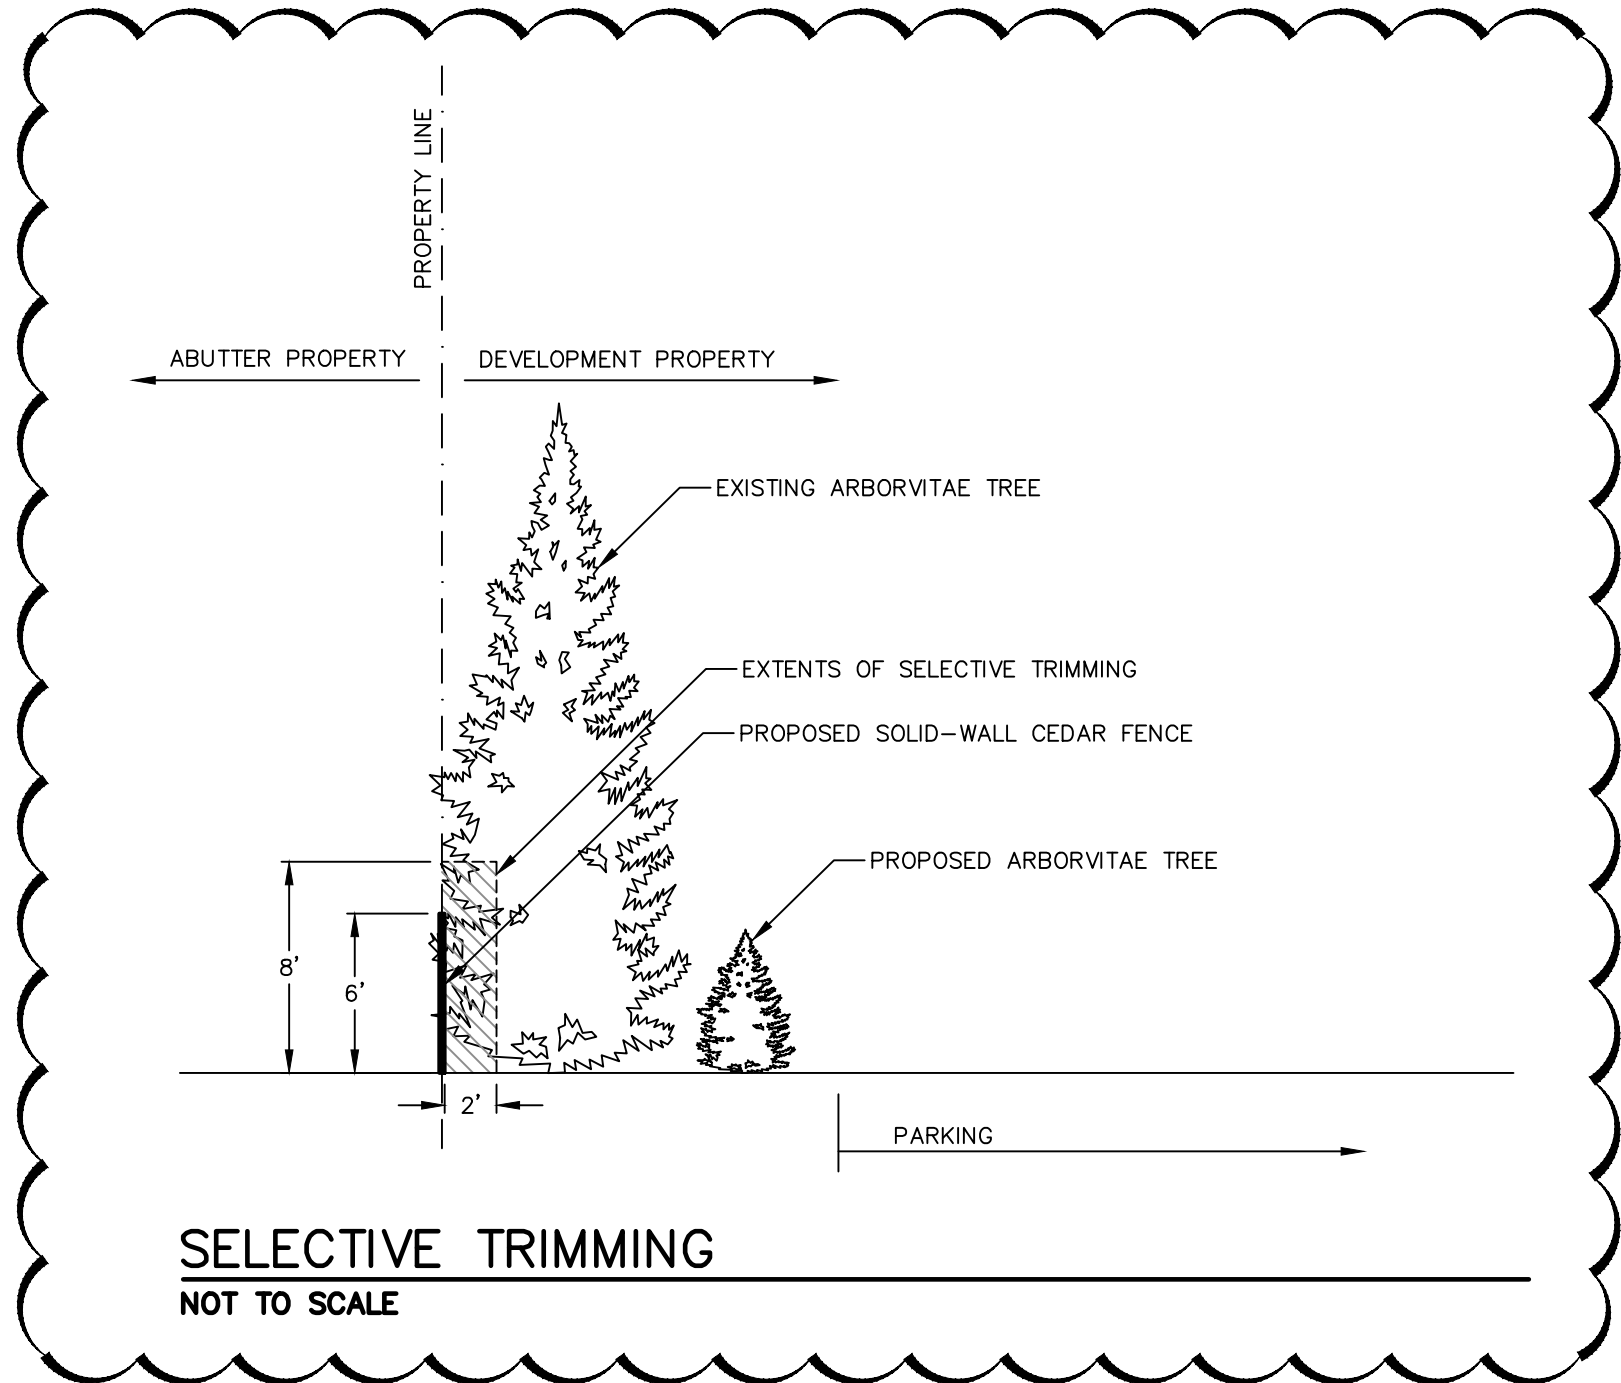 PROPERTY LINE
ABUTTER PROPERTY
DEVELOPMENT PROPERTY
EXISTING ARBORVITAE TREE
EXTENTS OF SELECTIVE TRIMMING
PROPOSED SOLID-WALL CEDAR FENCE
PROPOSED ARBORVITAE TREE
8'
6'
2'
PARKING
SELECTIVE TRIMMING
NOT TO SCALE